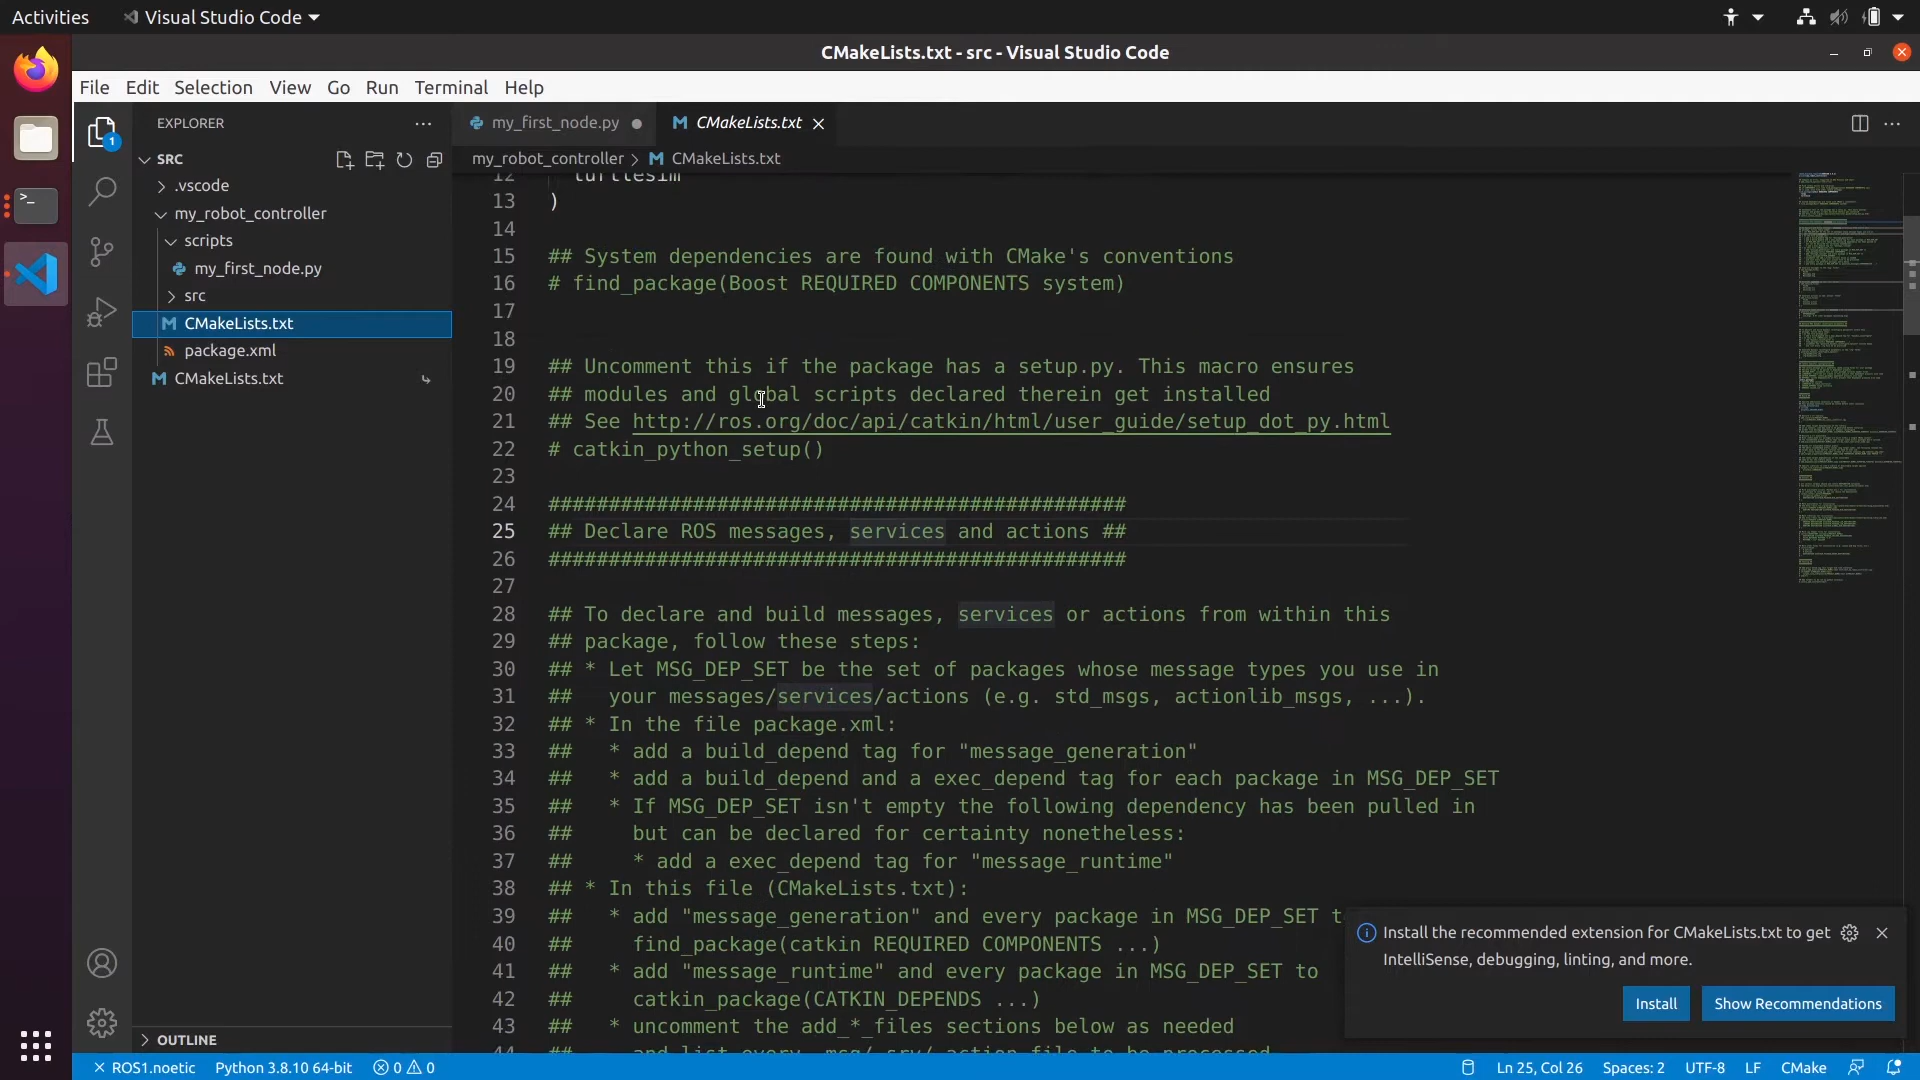 Activities
Visual Studio Code
CMakeLists.txt - src - Visual Studio Code
File Edit Selection View Go Run Terminal Help
1
EXPLORER
SRC
.vscode
my_robot_controller
scripts
my_first_node.py
src
CMakeLists.txt
package.xml
CMakeLists.txt
OUTLINE
my_first_node.py
CMakeLists.txt
my_robot_controller > CMakeLists.txt
12 turtlesim
13 )
14
15 ## System dependencies are found with CMake's conventions
16 # find_package(Boost REQUIRED COMPONENTS system)
17
18
19 ## Uncomment this if the package has a setup.py. This macro ensures
20 ## modules and global scripts declared therein get installed
21 ## See http://ros.org/doc/api/catkin/html/user_guide/setup_dot_py.html
22 # catkin_python_setup()
23
24 ################################################
25 ## Declare ROS messages, services and actions ##
26 ################################################
27
28 ## To declare and build messages, services or actions from within this
29 ## package, follow these steps:
30 ## * Let MSG_DEP_SET be the set of packages whose message types you use in
31 ##   your messages/services/actions (e.g. std_msgs, actionlib_msgs, ...).
32 ## * In the file package.xml:
33 ##   * add a build_depend tag for "message_generation"
34 ##   * add a build_depend and a exec_depend tag for each package in MSG_DEP_SET
35 ##   * If MSG_DEP_SET isn't empty the following dependency has been pulled in
36 ##     but can be declared for certainty nonetheless:
37 ##     * add a exec_depend tag for "message_runtime"
38 ## * In this file (CMakeLists.txt):
39 ##   * add "message_generation" and every package in MSG_DEP_SET t
40 ##     find_package(catkin REQUIRED COMPONENTS ...)
41 ##   * add "message_runtime" and every package in MSG_DEP_SET to
42 ##     catkin_package(CATKIN_DEPENDS ...)
43 ##   * uncomment the add_*_files sections below as needed
44 ##     and list every .msg/.srv/.action file to be processed
Install the recommended extension for CMakeLists.txt to get
IntelliSense, debugging, linting, and more.
Install
Show Recommendations
ROS1.noetic Python 3.8.10 64-bit 0 0 Ln 25, Col 26 Spaces: 2 UTF-8 LF CMake